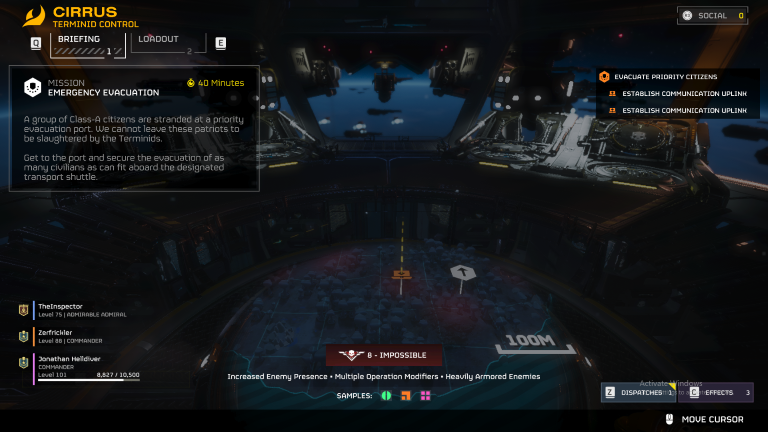 CIRRUS
TERMINID CONTROL
SOCIAL 0
Q
BRIEFING
1
LOADOUT
2
E
MISSION
EMERGENCY EVACUATION
40 Minutes
A group of Class-A citizens are stranded at a priority
evacuation port. We cannot leave these patriots to
be slaughtered by the Terminids.
Get to the port and secure the evacuation of as
many civilians as can fit aboard the designated
transport shuttle.
EVACUATE PRIORITY CITIZENS
ESTABLISH COMMUNICATION UPLINK
ESTABLISH COMMUNICATION UPLINK
TheInspector
Level 75 | ADMIRABLE ADMIRAL
Zerfrickler
Level 88 | COMMANDER
Jonathan Helldiver
COMMANDER
Level 101 8,827 / 10,500
100M
8 - IMPOSSIBLE
Increased Enemy Presence • Multiple Operation Modifiers • Heavily Armored Enemies
SAMPLES:
Activate Windows
Z DISPATCHES 1
C EFFECTS 3
MOVE CURSOR